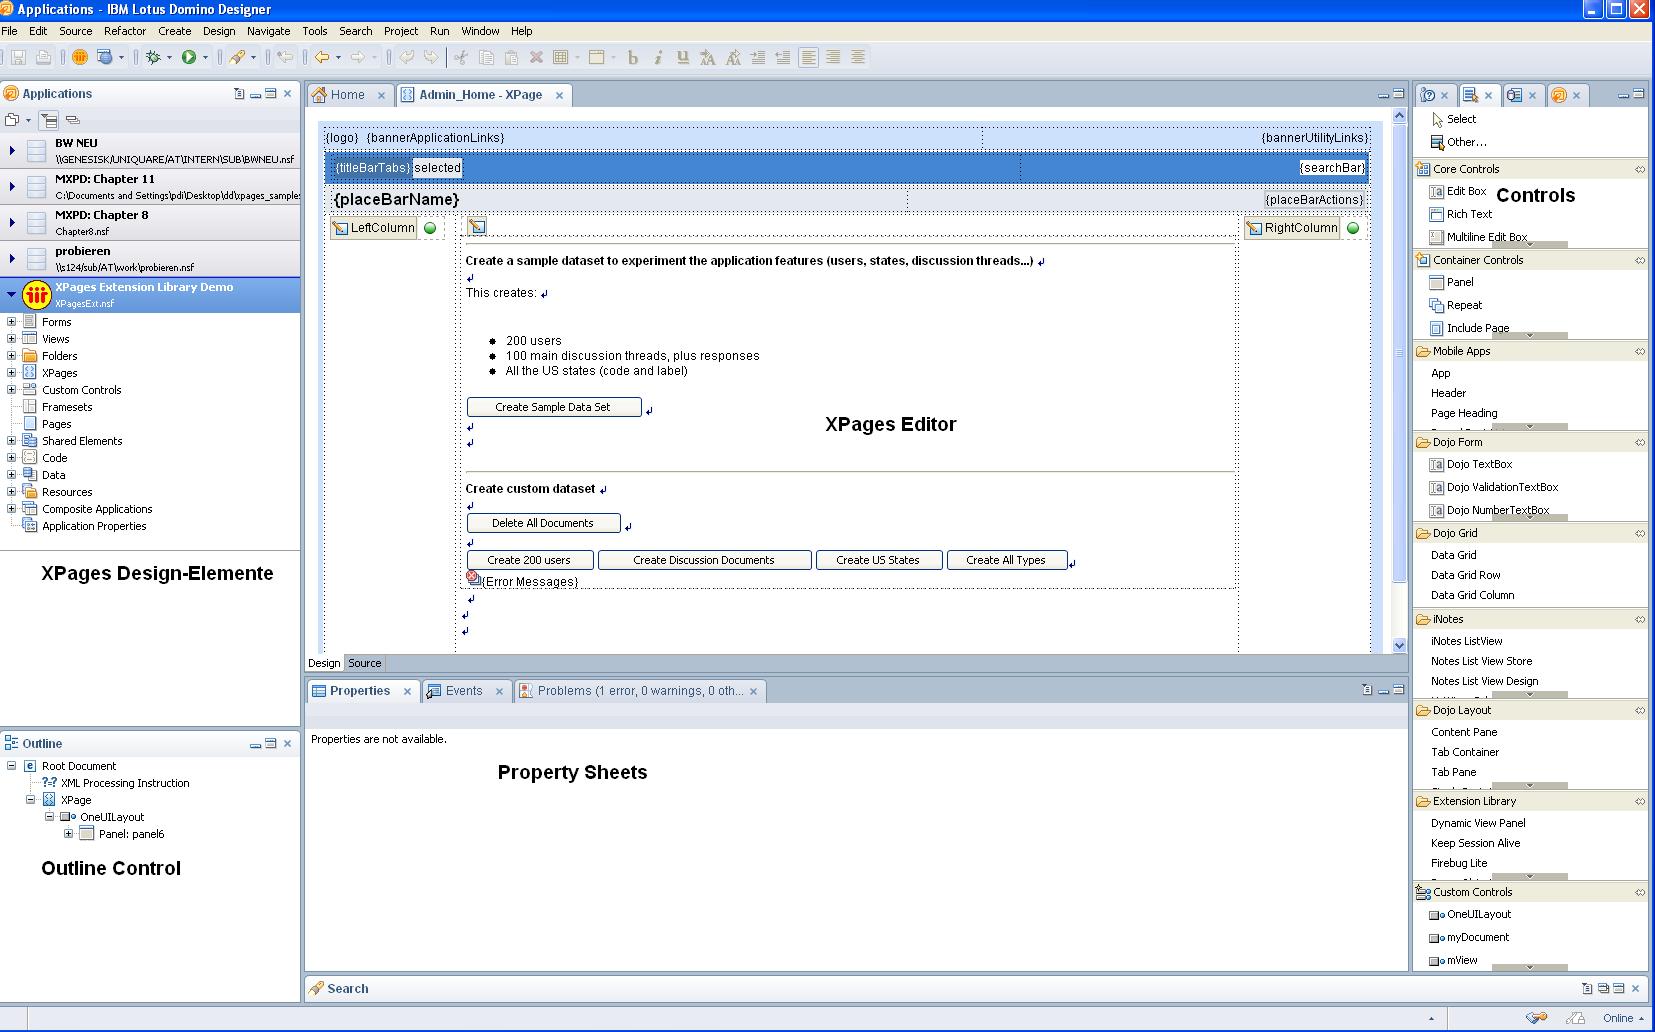 Applications - IBM Lotus Domino Designer
File Edit Source Refactor Create Design Navigate Tools Search Project Run Window Help
Applications
BW NEU
\\GENESISK/UNIQUARE/AT\INTERN\SUB\BWNEU.nsf
MXPD: Chapter 11
C:\Documents and Settings\pdi\Desktop\dd\xpages_samples
MXPD: Chapter 8
Chapter8.nsf
probieren
\\s124/sub/AT\work\probieren.nsf
XPages Extension Library Demo
XPagesExt.nsf
Forms
Views
Folders
XPages
Custom Controls
Framesets
Pages
Shared Elements
Code
Data
Resources
Composite Applications
Application Properties
XPages Design-Elemente
Outline
Root Document
XML Processing Instruction
XPage
OneUILayout
Panel: panel6
Outline Control
Home
Admin_Home - XPage
{logo} {bannerApplicationLinks} {bannerUtilityLinks}
{titleBarTabs} selected {searchBar}
{placeBarName} {placeBarActions}
LeftColumn RightColumn
Create a sample dataset to experiment the application features (users, states, discussion threads...)
This creates:
200 users
100 main discussion threads, plus responses
All the US states (code and label)
Create Sample Data Set
XPages Editor
Create custom dataset
Delete All Documents
Create 200 users Create Discussion Documents Create US States Create All Types
{Error Messages}
Design Source
Properties Events Problems (1 error, 0 warnings, 0 oth...
Properties are not available.
Property Sheets
Search
Select
Other...
Core Controls
Edit Box
Controls
Rich Text
Multiline Edit Box
Container Controls
Panel
Repeat
Include Page
Mobile Apps
App
Header
Page Heading
Dojo Form
Dojo TextBox
Dojo ValidationTextBox
Dojo NumberTextBox
Dojo Grid
Data Grid
Data Grid Row
Data Grid Column
iNotes
iNotes ListView
Notes List View Store
Notes List View Design
Dojo Layout
Content Pane
Tab Container
Tab Pane
Extension Library
Dynamic View Panel
Keep Session Alive
Firebug Lite
Custom Controls
OneUILayout
myDocument
mView
Online